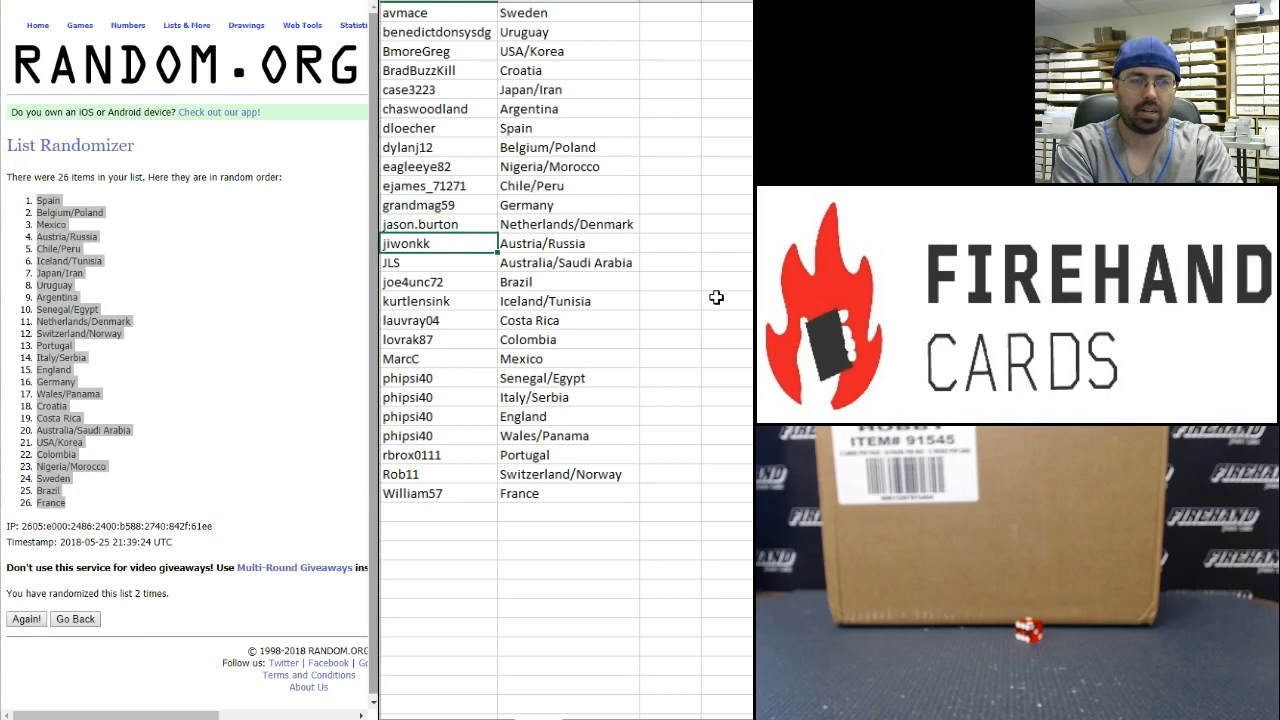 Home Games Numbers Lists & More Drawings Web Tools Statisti
RANDOM.ORG
Do you own an iOS or Android device? Check out our app!
List Randomizer
There were 26 items in your list. Here they are in random order:
1. Spain
2. Belgium/Poland
3. Mexico
4. Austria/Russia
5. Chile/Peru
6. Iceland/Tunisia
7. Japan/Iran
8. Uruguay
9. Argentina
10. Senegal/Egypt
11. Netherlands/Denmark
12. Switzerland/Norway
13. Portugal
14. Italy/Serbia
15. England
16. Germany
17. Wales/Panama
18. Croatia
19. Costa Rica
20. Australia/Saudi Arabia
21. USA/Korea
22. Colombia
23. Nigeria/Morocco
24. Sweden
25. Brazil
26. France
IP: 2605:e000:2486:2400:b588:2740:842f:61ee
Timestamp: 2018-05-25 21:39:24 UTC
Don't use this service for video giveaways! Use Multi-Round Giveaways ins
You have randomized this list 2 times.
Again! Go Back
© 1998-2018 RANDOM.ORG
Follow us: Twitter | Facebook | Go
Terms and Conditions
About Us
avmace Sweden
benedictdonsysdg Uruguay
BmoreGreg USA/Korea
BradBuzzKill Croatia
case3223 Japan/Iran
chaswoodland Argentina
dloecher Spain
dylanj12 Belgium/Poland
eagleeye82 Nigeria/Morocco
ejames_71271 Chile/Peru
grandmag59 Germany
jason.burton Netherlands/Denmark
jiwonkk Austria/Russia
JLS Australia/Saudi Arabia
joe4unc72 Brazil
kurtlensink Iceland/Tunisia
lauvray04 Costa Rica
lovrak87 Colombia
MarcC Mexico
phipsi40 Senegal/Egypt
phipsi40 Italy/Serbia
phipsi40 England
phipsi40 Wales/Panama
rbrox0111 Portugal
Rob11 Switzerland/Norway
William57 France
FIREHAND
CARDS
HOBBY
ITEM# 91545
FIREHAND
FIREHAND
FIREHAND